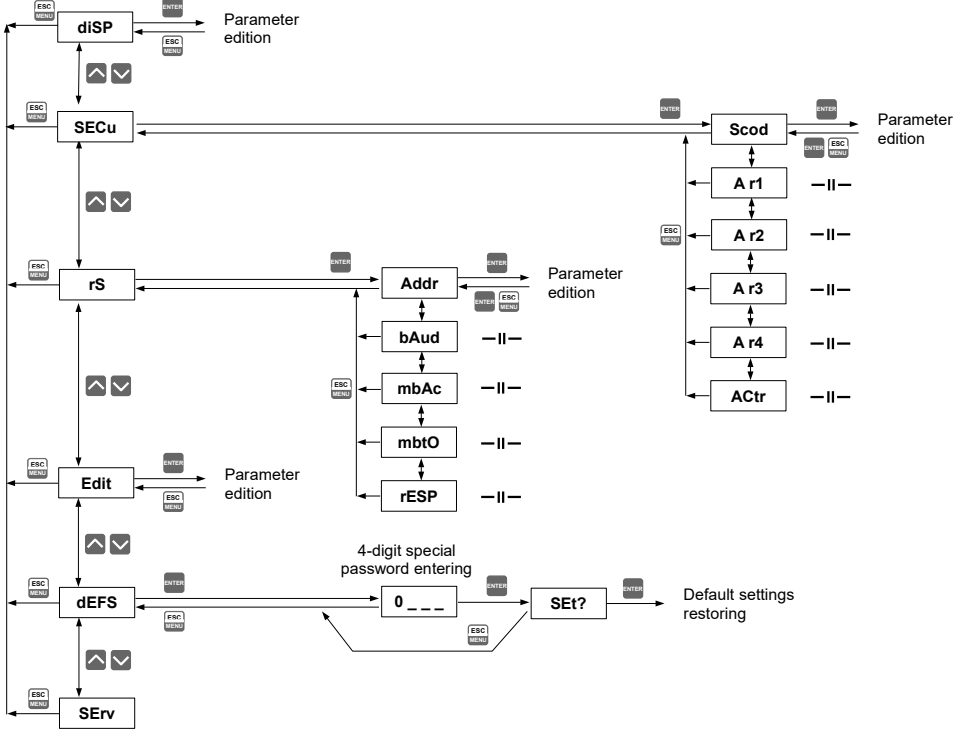 ESC
MENU
diSP
ENTER
ESC
MENU
Parameter
edition
ESC
MENU
SECu
ENTER
Scod
ENTER
ENTER
ESC
MENU
Parameter
edition
A r1
—II—
ESC
MENU
A r2
—II—
A r3
—II—
A r4
—II—
ACtr
—II—
ESC
MENU
rS
ENTER
Addr
ENTER
ENTER
ESC
MENU
Parameter
edition
bAud
—II—
ESC
MENU
mbAc
—II—
mbtO
—II—
rESP
—II—
ESC
MENU
Edit
ENTER
ESC
MENU
Parameter
edition
ESC
MENU
dEFS
ENTER
ESC
MENU
4-digit special
password entering
0 _ _ _
ENTER
ESC
MENU
SEt?
ENTER
Default settings
restoring
ESC
MENU
SErv